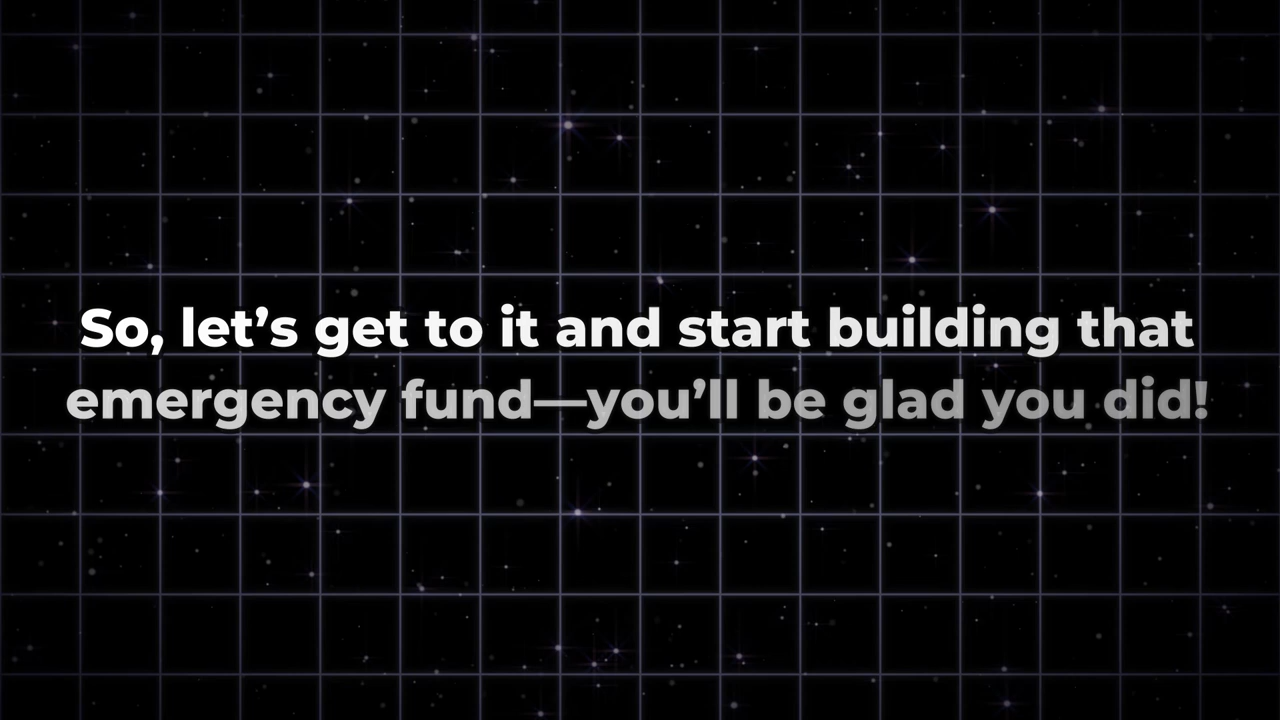 So, let’s get to it and start building that
emergency fund—you’ll be glad you did!